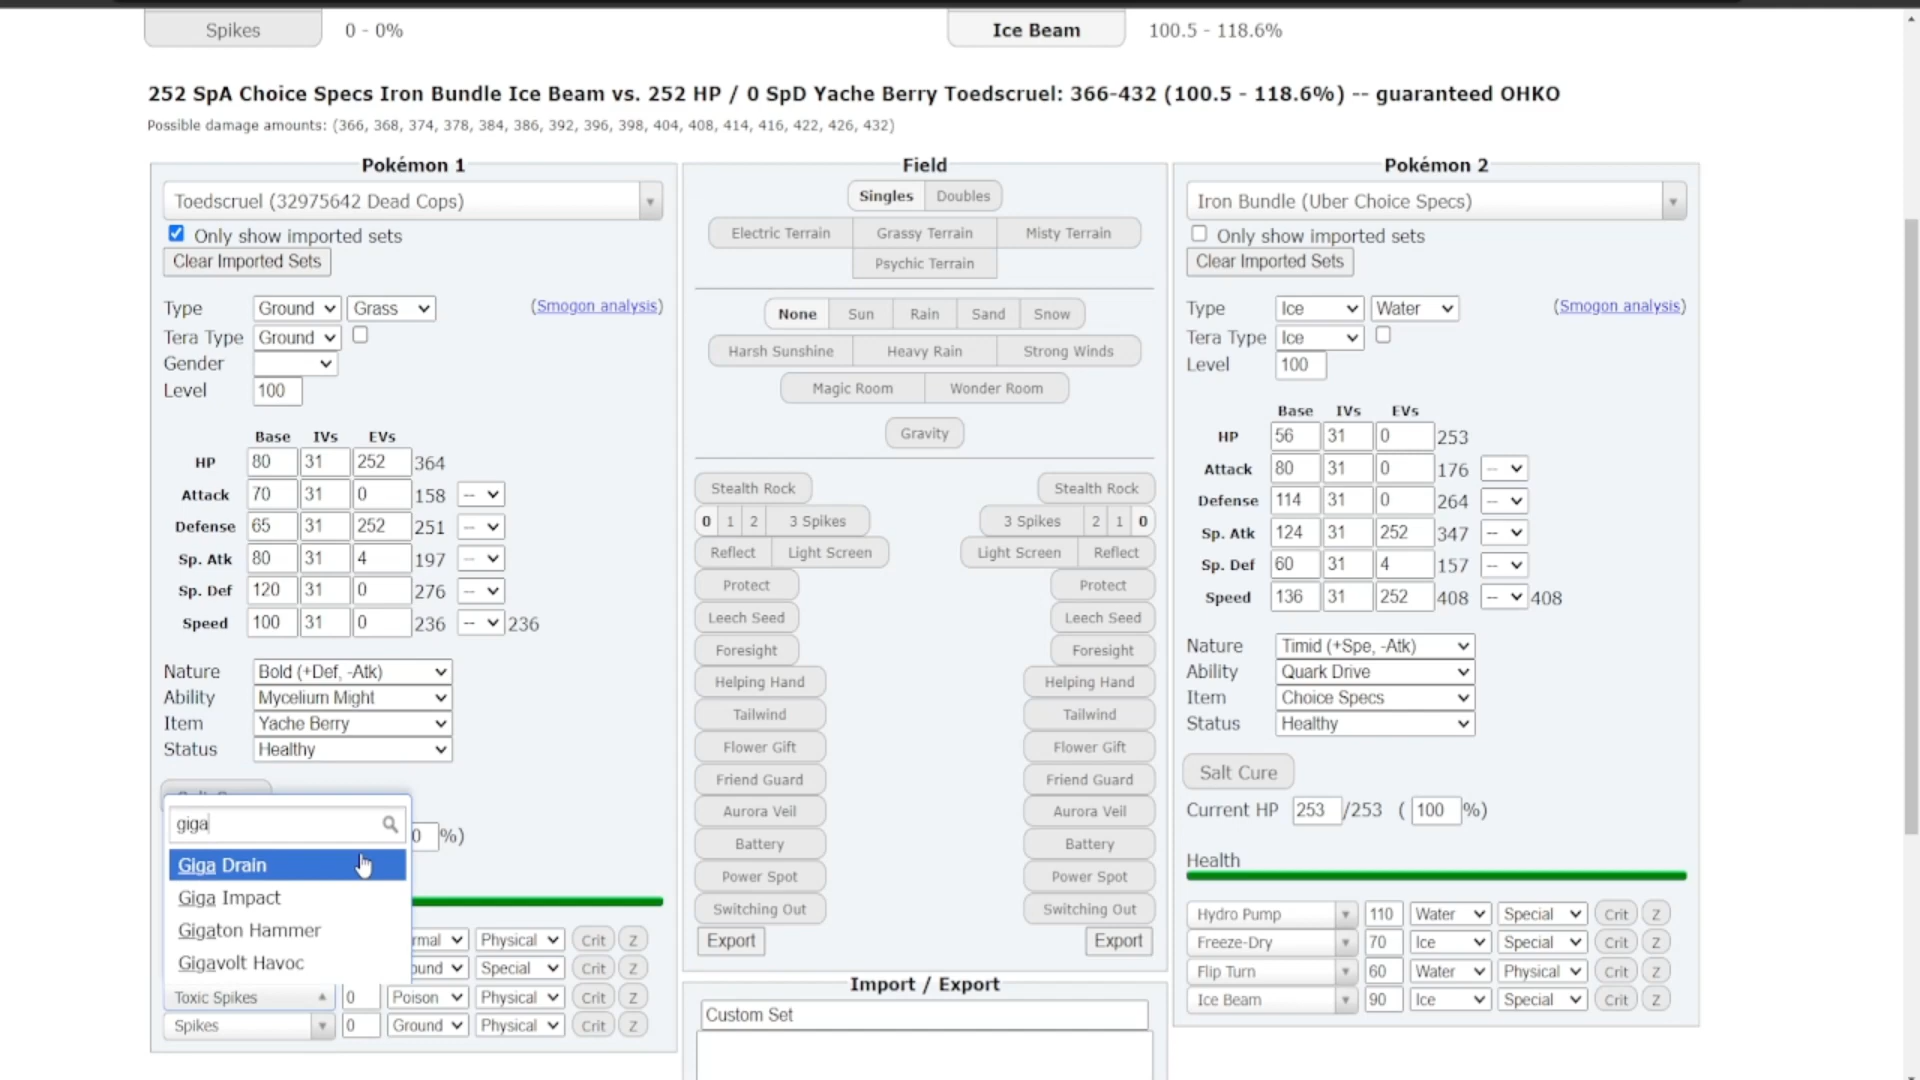 Spikes 0 - 0% Ice Beam 100.5 - 118.6%
252 SpA Choice Specs Iron Bundle Ice Beam vs. 252 HP / 0 SpD Yache Berry Toedscruel: 366-432 (100.5 - 118.6%) -- guaranteed OHKO
Possible damage amounts: (366, 368, 374, 378, 384, 386, 392, 396, 398, 404, 408, 414, 416, 422, 426, 432)
Pokémon 1
Toedscruel (32975642 Dead Cops)
Only show imported sets
Clear Imported Sets
Type Ground Grass (Smogon analysis)
Tera Type Ground
Gender
Level 100
Base IVs EVs
HP 80 31 252 364
Attack 70 31 0 158 --
Defense 65 31 252 251 --
Sp. Atk 80 31 4 197 --
Sp. Def 120 31 0 276 --
Speed 100 31 0 236 -- 236
Nature Bold (+Def, -Atk)
Ability Mycelium Might
Item Yache Berry
Status Healthy
giga
0 %)
Giga Drain
Giga Impact
Gigaton Hammer
Gigavolt Havoc
rmal Physical Crit Z
ound Special Crit Z
Toxic Spikes 0 Poison Physical Crit Z
Spikes 0 Ground Physical Crit Z
Field
Singles Doubles
Electric Terrain Grassy Terrain Misty Terrain
Psychic Terrain
None Sun Rain Sand Snow
Harsh Sunshine Heavy Rain Strong Winds
Magic Room Wonder Room
Gravity
Stealth Rock Stealth Rock
0 1 2 3 Spikes 3 Spikes 2 1 0
Reflect Light Screen Light Screen Reflect
Protect Protect
Leech Seed Leech Seed
Foresight Foresight
Helping Hand Helping Hand
Tailwind Tailwind
Flower Gift Flower Gift
Friend Guard Friend Guard
Aurora Veil Aurora Veil
Battery Battery
Power Spot Power Spot
Switching Out Switching Out
Export Export
Import / Export
Custom Set
Pokémon 2
Iron Bundle (Uber Choice Specs)
Only show imported sets
Clear Imported Sets
Type Ice Water (Smogon analysis)
Tera Type Ice
Level 100
Base IVs EVs
HP 56 31 0 253
Attack 80 31 0 176 --
Defense 114 31 0 264 --
Sp. Atk 124 31 252 347 --
Sp. Def 60 31 4 157 --
Speed 136 31 252 408 -- 408
Nature Timid (+Spe, -Atk)
Ability Quark Drive
Item Choice Specs
Status Healthy
Salt Cure
Current HP 253 /253 ( 100 %)
Health
Hydro Pump 110 Water Special Crit Z
Freeze-Dry 70 Ice Special Crit Z
Flip Turn 60 Water Physical Crit Z
Ice Beam 90 Ice Special Crit Z